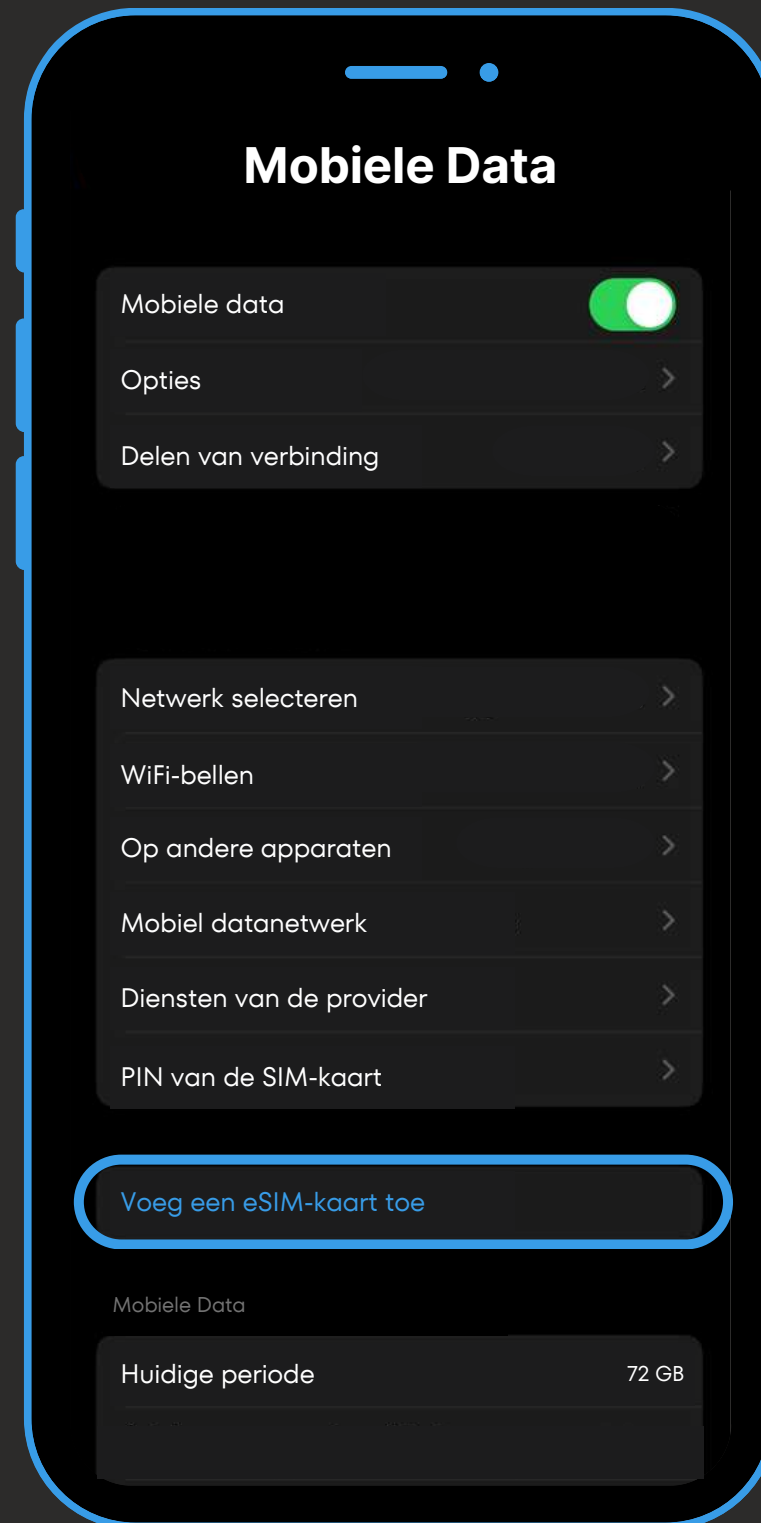 Mobiele Data
Mobiele data
Opties
Delen van verbinding
Netwerk selecteren
WiFi-bellen
Op andere apparaten
Mobiel datanetwerk
Diensten van de provider
PIN van de SIM-kaart
Voeg een eSIM-kaart toe
Mobiele Data
Huidige periode 72 GB